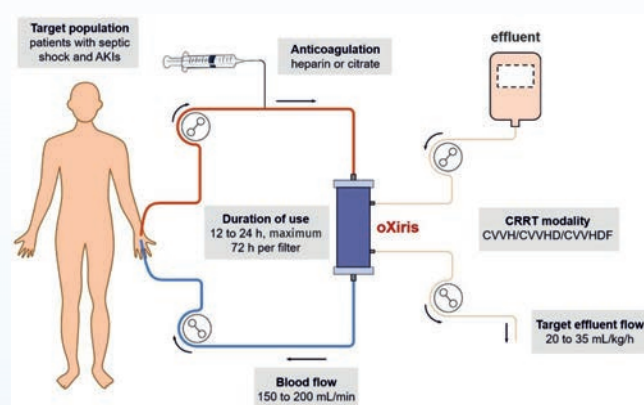 Target population
patients with septic
shock and AKIs
Anticoagulation
heparin or citrate
effluent
Duration of use
12 to 24 h, maximum
72 h per filter
oXiris
CRRT modality
CVVH/CVVHD/CVVHDF
Target effluent flow
20 to 35 mL/kg/h
Blood flow
150 to 200 mL/min